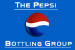 The Pepsi
Bottling Group